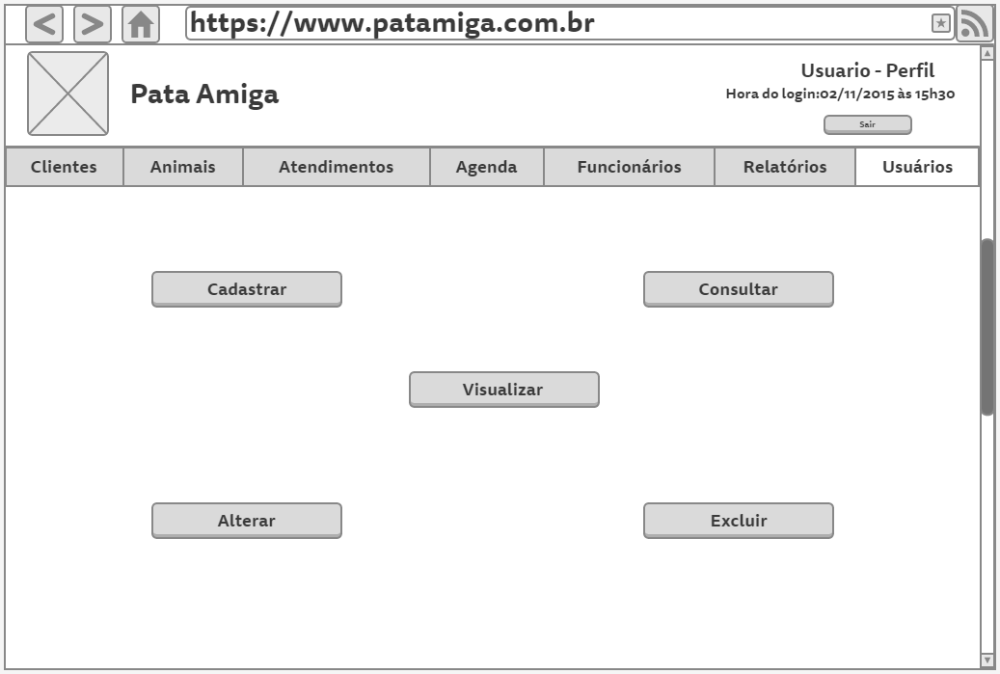 https://www.patamiga.com.br
Usuario - Perfil
Pata Amiga
Hora do login:02/11/2015 às 15h30
Sair
Clientes Animais Atendimentos Agenda Funcionários Relatórios Usuários
Cadastrar Consultar
Visualizar
Alterar Excluir